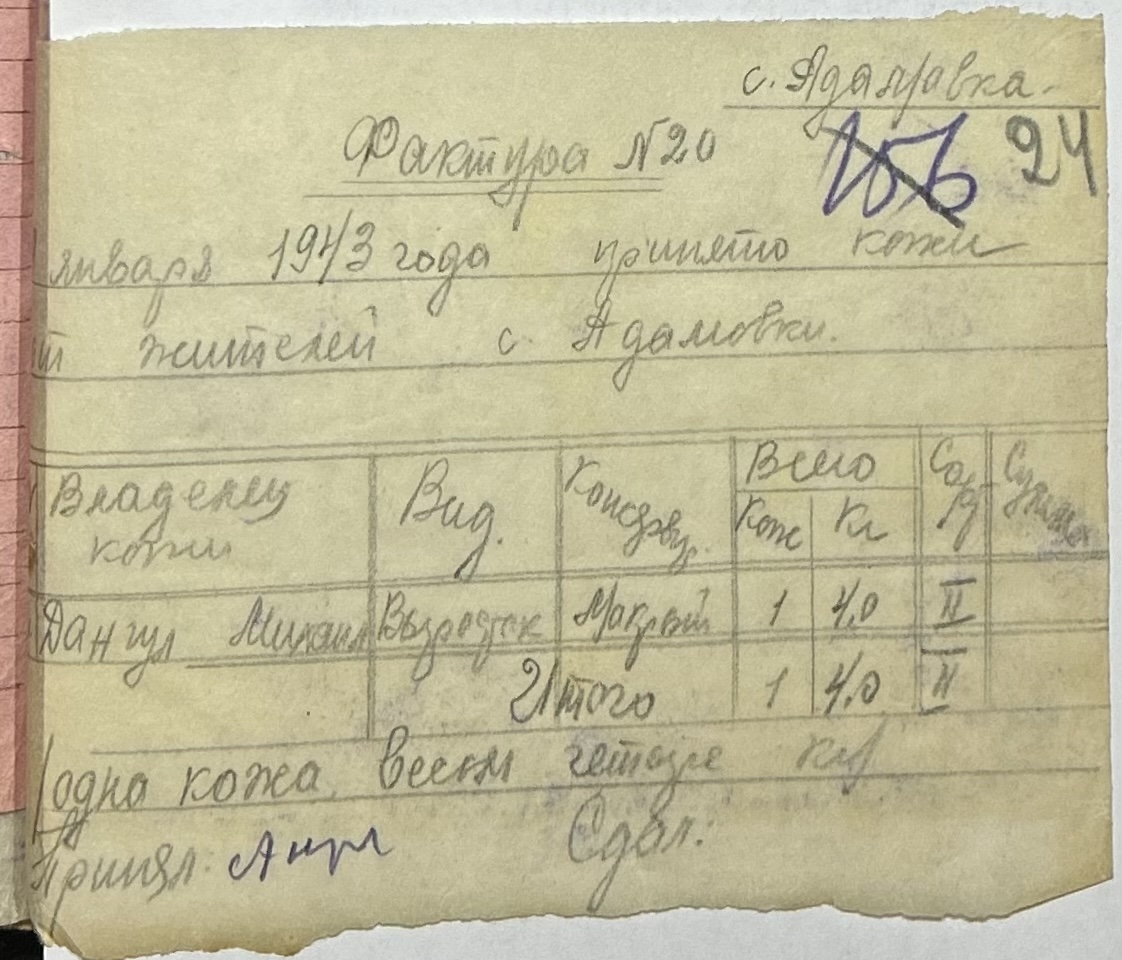 с. Адамовка.
Фактура №20
156 24
января 1943 года принято кожи
т жителей с. Адамовки.
Владелец кожи Вид. Консерв. Всего Кож Кг Сорт Сумма
Дангул Михаил Выросток Мокрый 1 4,0 II
Итого 1 4,0 II
/одна кожа весом четыре кг/
Принял: Сдал: